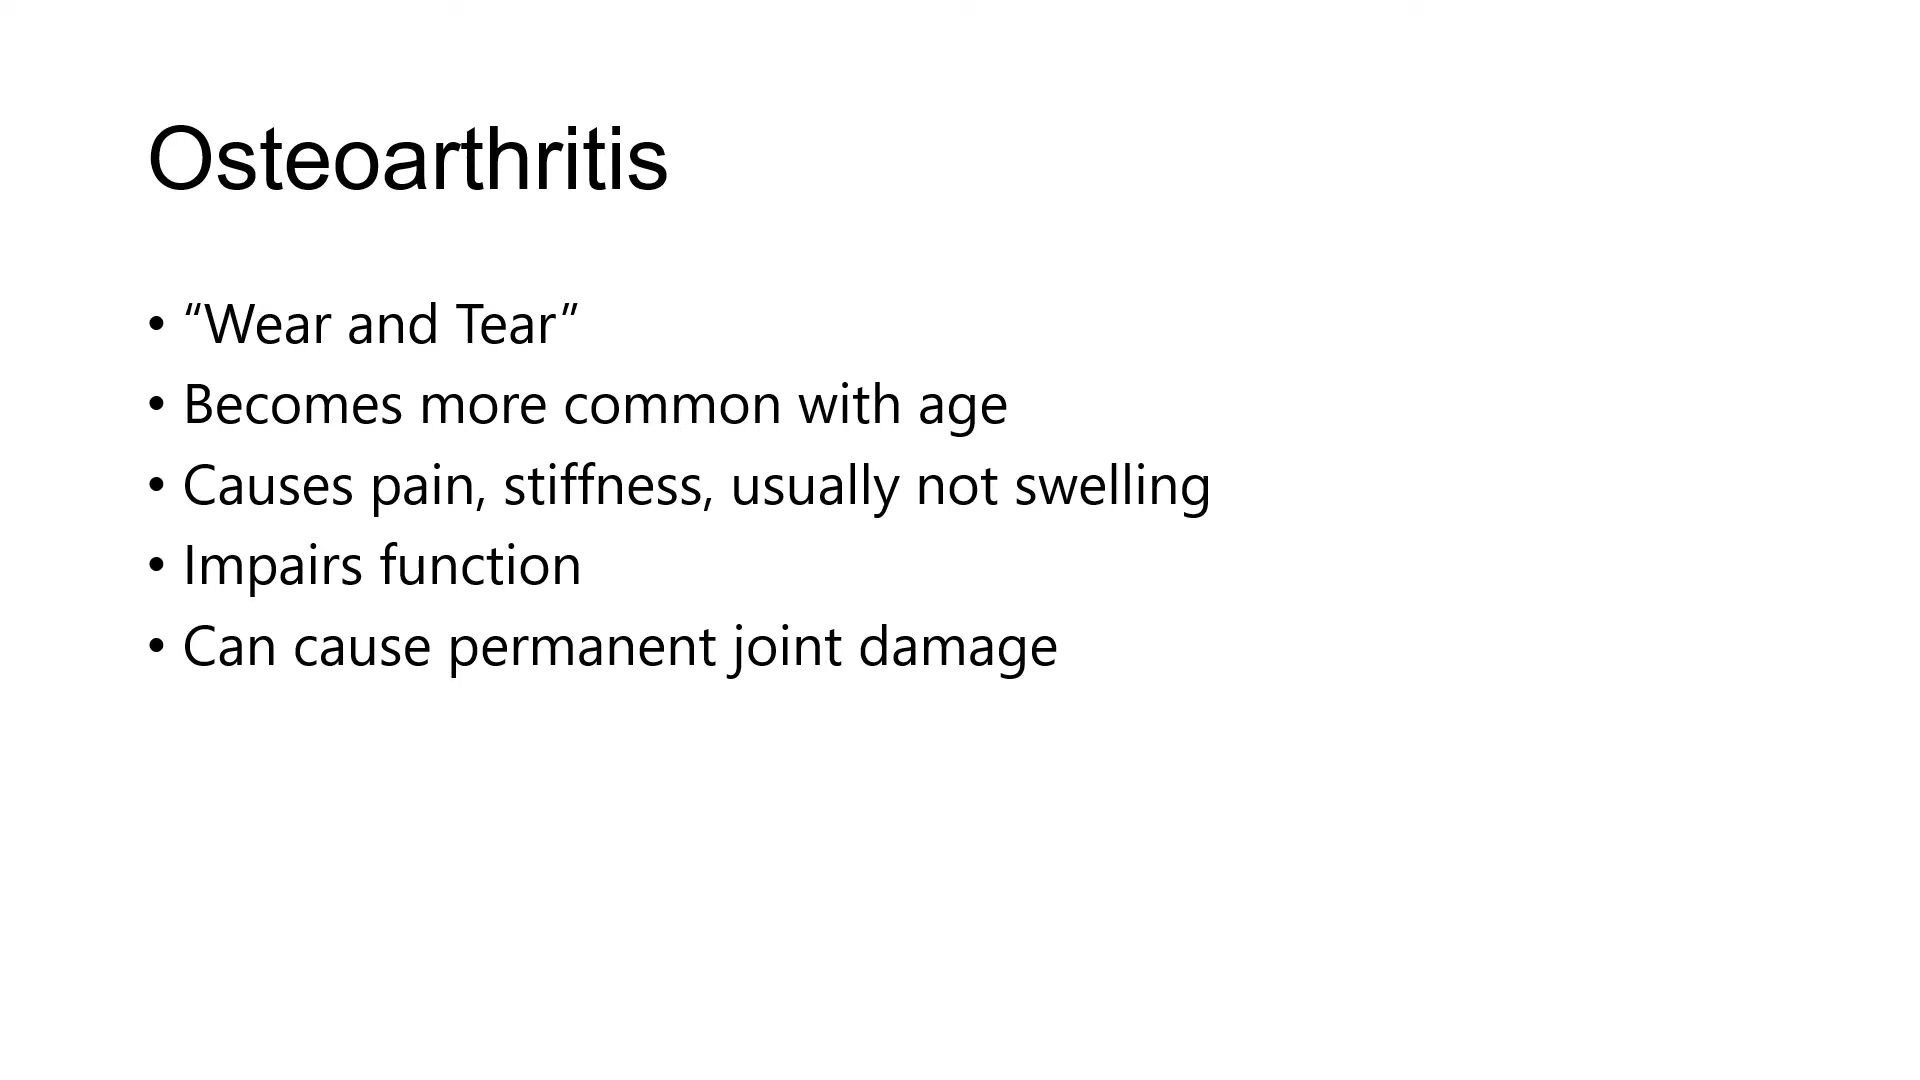 Osteoarthritis
• “Wear and Tear”
• Becomes more common with age
• Causes pain, stiffness, usually not swelling
• Impairs function
• Can cause permanent joint damage